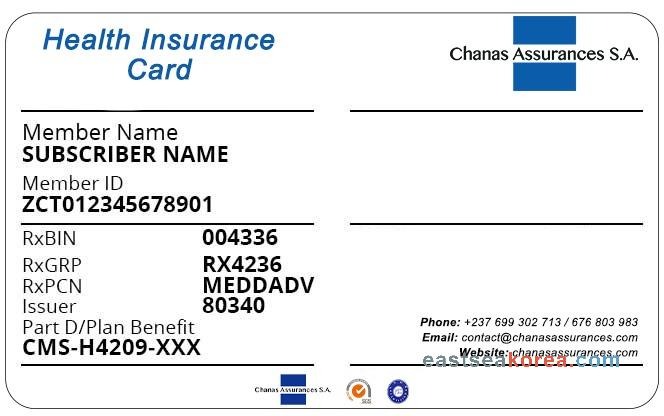 Health Insurance
Card
Chanas Assurances S.A.
Member Name
SUBSCRIBER NAME
Member ID
ZCT012345678901
RxBIN 004336
RxGRP RX4236
RxPCN MEDDADV
Issuer 80340
Part D/Plan Benefit
CMS-H4209-XXX
Phone: +237 699 302 713 / 676 803 983
Email: contact@chanasassurances.com
Website: chanasassurances.com
eastseakorea.com
Chanas Assurances S.A.
SGS